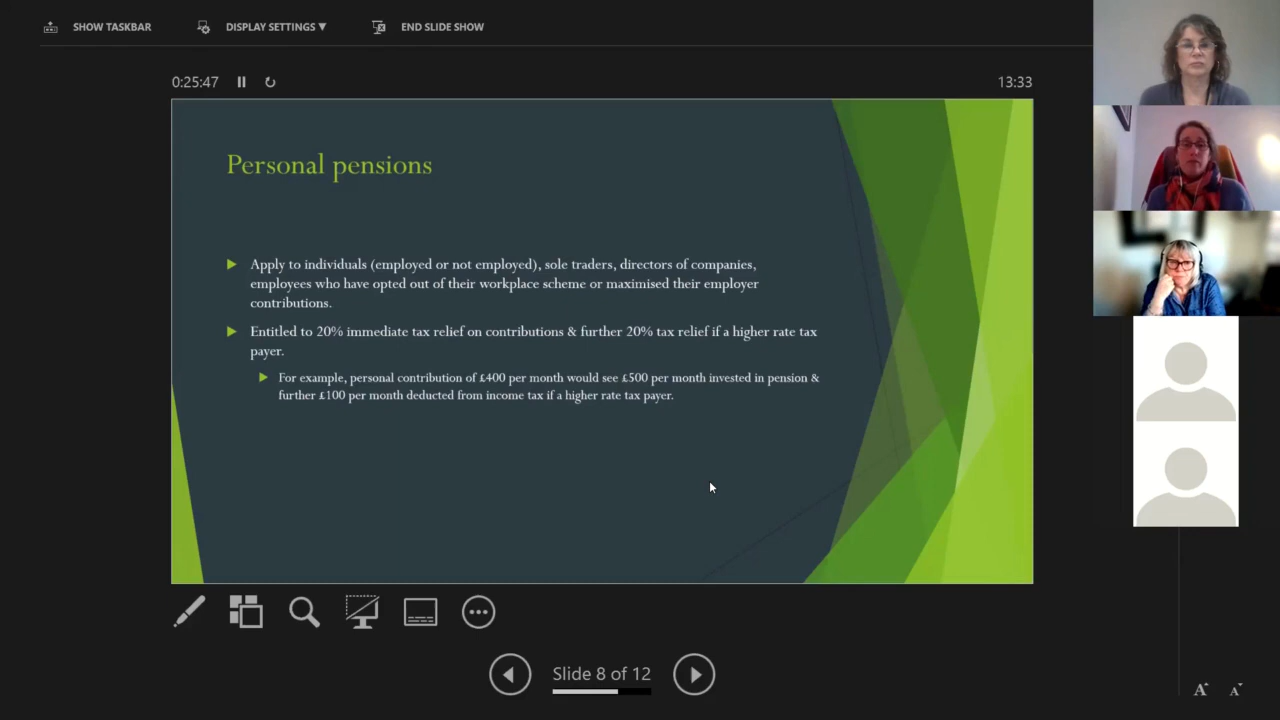 SHOW TASKBAR
DISPLAY SETTINGS ▼
END SLIDE SHOW
0:25:47
13:33
Personal pensions
Apply to individuals (employed or not employed), sole traders, directors of companies,
employees who have opted out of their workplace scheme or maximised their employer
contributions.
Entitled to 20% immediate tax relief on contributions & further 20% tax relief if a higher rate tax
payer.
For example, personal contribution of £400 per month would see £500 per month invested in pension &
further £100 per month deducted from income tax if a higher rate tax payer.
Slide 8 of 12
A A